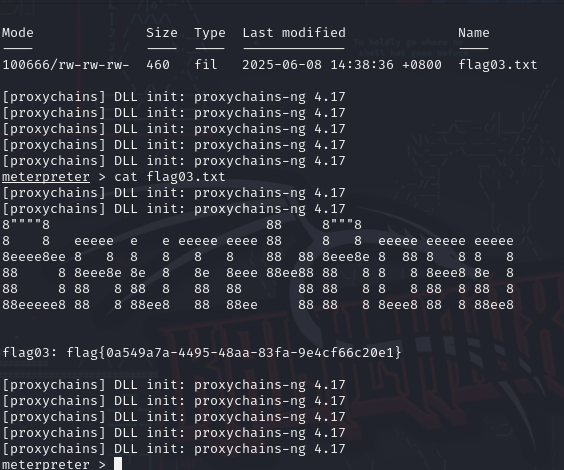 Mode Size Type Last modified Name
100666/rw-rw-rw- 460 fil 2025-06-08 14:38:36 +0800 flag03.txt
[proxychains] DLL init: proxychains-ng 4.17
[proxychains] DLL init: proxychains-ng 4.17
[proxychains] DLL init: proxychains-ng 4.17
[proxychains] DLL init: proxychains-ng 4.17
[proxychains] DLL init: proxychains-ng 4.17
meterpreter > cat flag03.txt
[proxychains] DLL init: proxychains-ng 4.17
[proxychains] DLL init: proxychains-ng 4.17
8""""8                           88     8"""8
8    8   eeeee  e   e eeeee eeee 88     8   8  eeeee eeeee eeeee
8eeee8ee 8   8  8   8 8   8 8    88  88 8eee8e 8  88 8   8   8
88     8 8eee8e 8e  8   8e  8eee 88ee88 88   8 8   8 8eee8 8e  8
88     8 88   8 88  8   88  88       88 88   8 8   8 88  8 88  8
88eeeee8 88   8 88ee8   88  88ee     88 88   8 8eee8 88  8 88ee8
flag03: flag{0a549a7a-4495-48aa-83fa-9e4cf66c20e1}
[proxychains] DLL init: proxychains-ng 4.17
[proxychains] DLL init: proxychains-ng 4.17
[proxychains] DLL init: proxychains-ng 4.17
[proxychains] DLL init: proxychains-ng 4.17
[proxychains] DLL init: proxychains-ng 4.17
meterpreter >